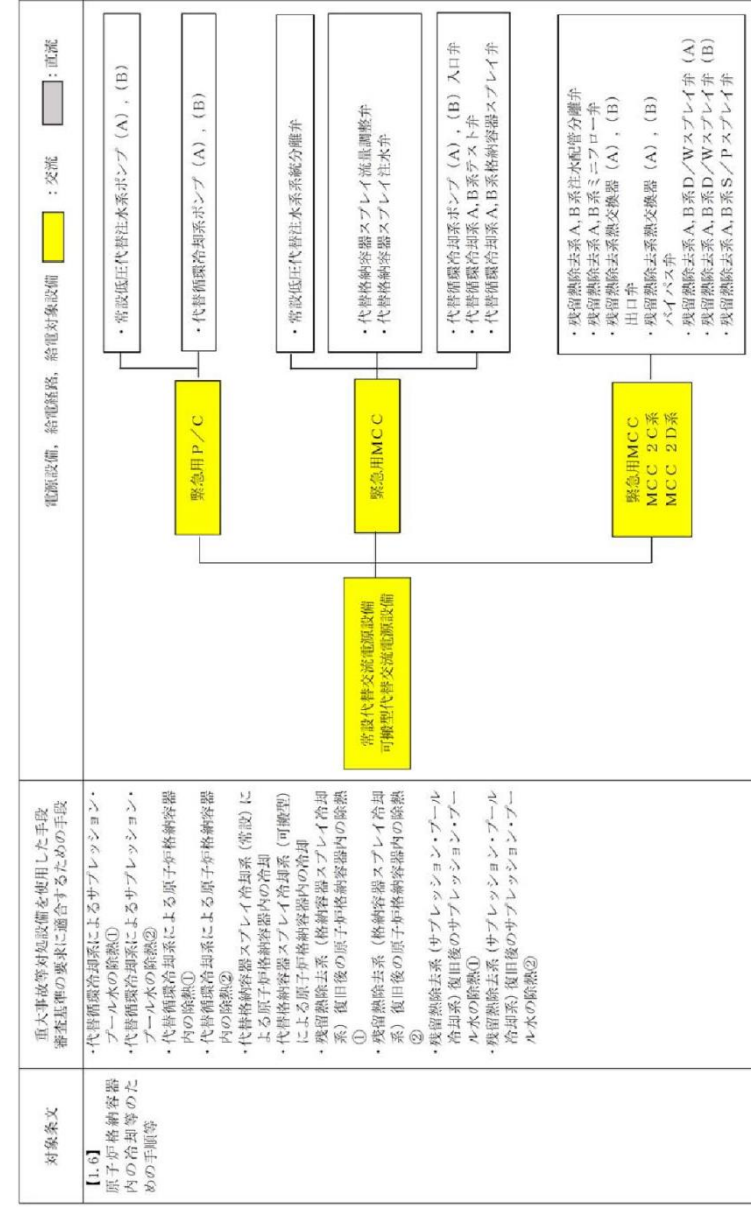 対象条文
重大事故等対処設備を使用した手段
審査基準の要求に適合するための手段
電源設備，給電経路，給電対象設備
：交流
：直流
【1.6】
原子炉格納容器
内の冷却等のた
めの手順等
・代替循環冷却系によるサプレッション・
プール水の除熱①
・代替循環冷却系によるサプレッション・
プール水の除熱②
・代替循環冷却系による原子炉格納容器
内の除熱①
・代替循環冷却系による原子炉格納容器
内の除熱②
・代替格納容器スプレイ冷却系（常設）に
よる原子炉格納容器内の冷却
・代替格納容器スプレイ冷却系（可搬型）
による原子炉格納容器内の冷却
・残留熱除去系（格納容器スプレイ冷却
系）復旧後の原子炉格納容器内の除熱
①
・残留熱除去系（格納容器スプレイ冷却
系）復旧後の原子炉格納容器内の除熱
②
・残留熱除去系（サプレッション・プール
冷却系）復旧後のサプレッション・プー
ル水の除熱①
・残留熱除去系（サプレッション・プール
冷却系）復旧後のサプレッション・プー
ル水の除熱②
常設代替交流電源設備
可搬型代替交流電源設備
緊急用Ｐ／Ｃ
・常設低圧代替注水系ポンプ（Ａ），（Ｂ）
・代替循環冷却系ポンプ（Ａ），（Ｂ）
緊急用ＭＣＣ
・常設低圧代替注水系系統分離弁
・代替格納容器スプレイ流量調整弁
・代替格納容器スプレイ注水弁
・代替循環冷却系ポンプ（Ａ），（Ｂ）入口弁
・代替循環冷却系Ａ,Ｂ系テスト弁
・代替循環冷却系Ａ,Ｂ系格納容器スプレイ弁
緊急用ＭＣＣ
ＭＣＣ ２Ｃ系
ＭＣＣ ２Ｄ系
・残留熱除去系Ａ,Ｂ系注水配管分離弁
・残留熱除去系Ａ,Ｂ系ミニフロー弁
・残留熱除去系熱交換器（Ａ），（Ｂ）
出口弁
・残留熱除去系熱交換器（Ａ），（Ｂ）
バイパス弁
・残留熱除去系Ａ,Ｂ系Ｄ／Ｗスプレイ弁（Ａ）
・残留熱除去系Ａ,Ｂ系Ｄ／Ｗスプレイ弁（Ｂ）
・残留熱除去系Ａ,Ｂ系Ｓ／Ｐスプレイ弁